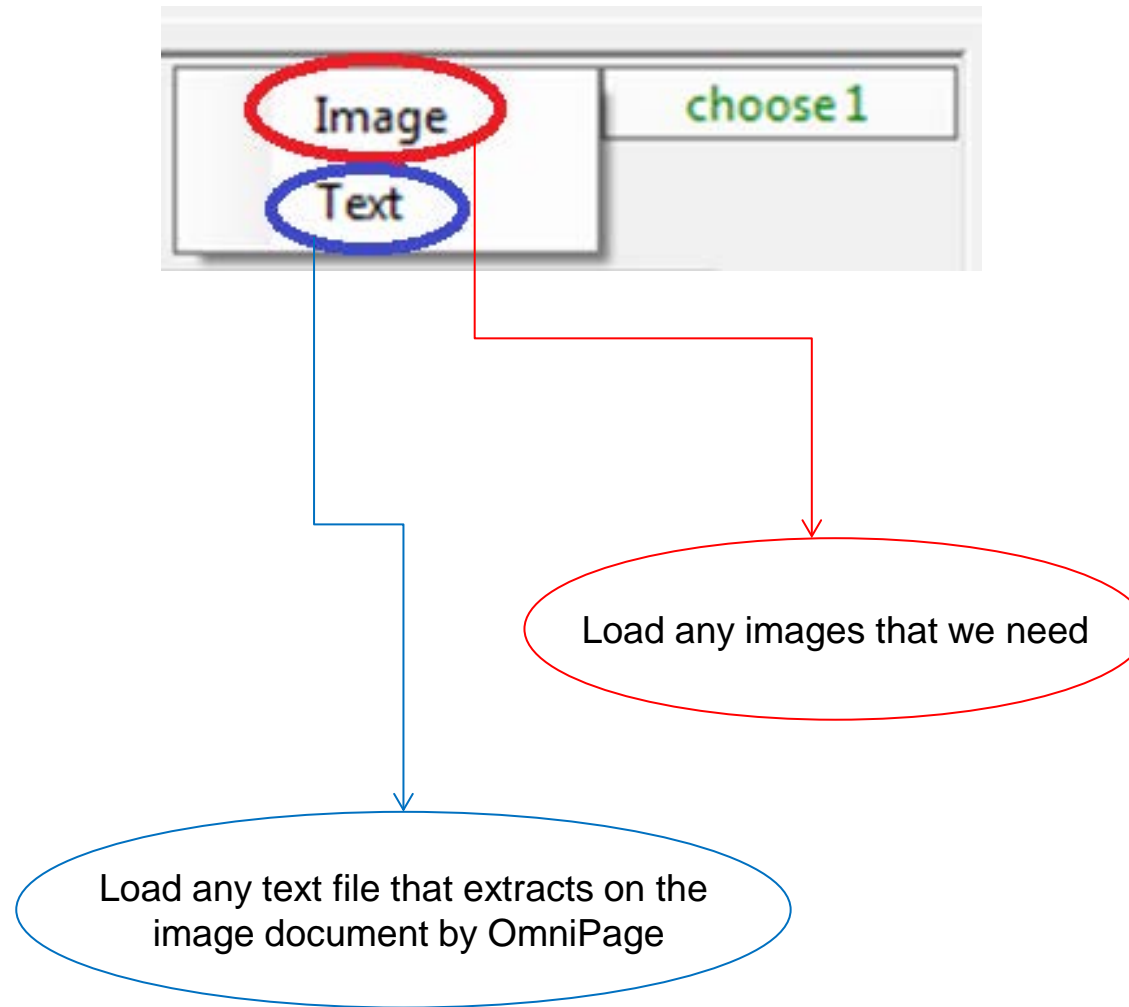 Image
choose 1
Text
Load any images that we need
Load any text file that extracts on the
image document by OmniPage